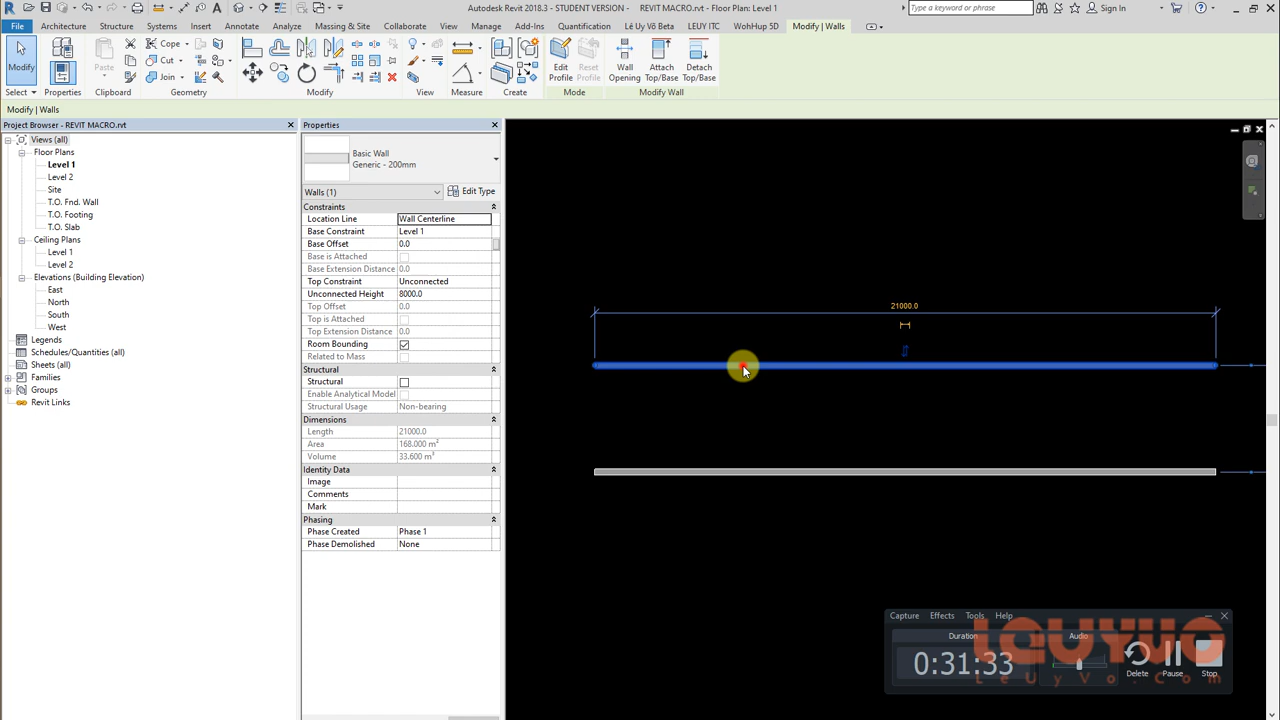 Autodesk Revit 2018.3 - STUDENT VERSION - REVIT MACRO.rvt - Floor Plan: Level 1
Type a keyword or phrase
Sign In
File
Architecture
Structure
Systems
Insert
Annotate
Analyze
Massing & Site
Collaborate
View
Manage
Add-Ins
Quantification
Lê Uy Võ Beta
LEUYTC
WohHup 5D
Modify | Walls
Modify
Paste
Cope
Cut
Join
Edit Profile
Reset Profile
Wall Opening
Attach Top/Base
Detach Top/Base
Select
Properties
Clipboard
Geometry
Modify
View
Measure
Create
Mode
Modify Wall
Modify | Walls
Project Browser - REVIT MACRO.rvt
Views (all)
Floor Plans
Level 1
Level 2
Site
T.O. Fnd. Wall
T.O. Footing
T.O. Slab
Ceiling Plans
Level 1
Level 2
Elevations (Building Elevation)
East
North
South
West
Legends
Schedules/Quantities (all)
Sheets (all)
Families
Groups
Revit Links
Properties
Basic Wall
Generic - 200mm
Walls (1)
Edit Type
Constraints
Location Line Wall Centerline
Base Constraint Level 1
Base Offset 0.0
Base is Attached
Base Extension Distance 0.0
Top Constraint Unconnected
Unconnected Height 8000.0
Top Offset 0.0
Top is Attached
Top Extension Distance 0.0
Room Bounding
Related to Mass
Structural
Structural
Enable Analytical Model
Structural Usage Non-bearing
Dimensions
Length 21000.0
Area 168.000 m²
Volume 33.600 m³
Identity Data
Image
Comments
Mark
Phasing
Phase Created Phase 1
Phase Demolished None
21000.0
Capture Effects Tools Help
Duration
Audio
0:31:33
Delete
Pause
Stop
LEUYVO
LeUyVo.Com